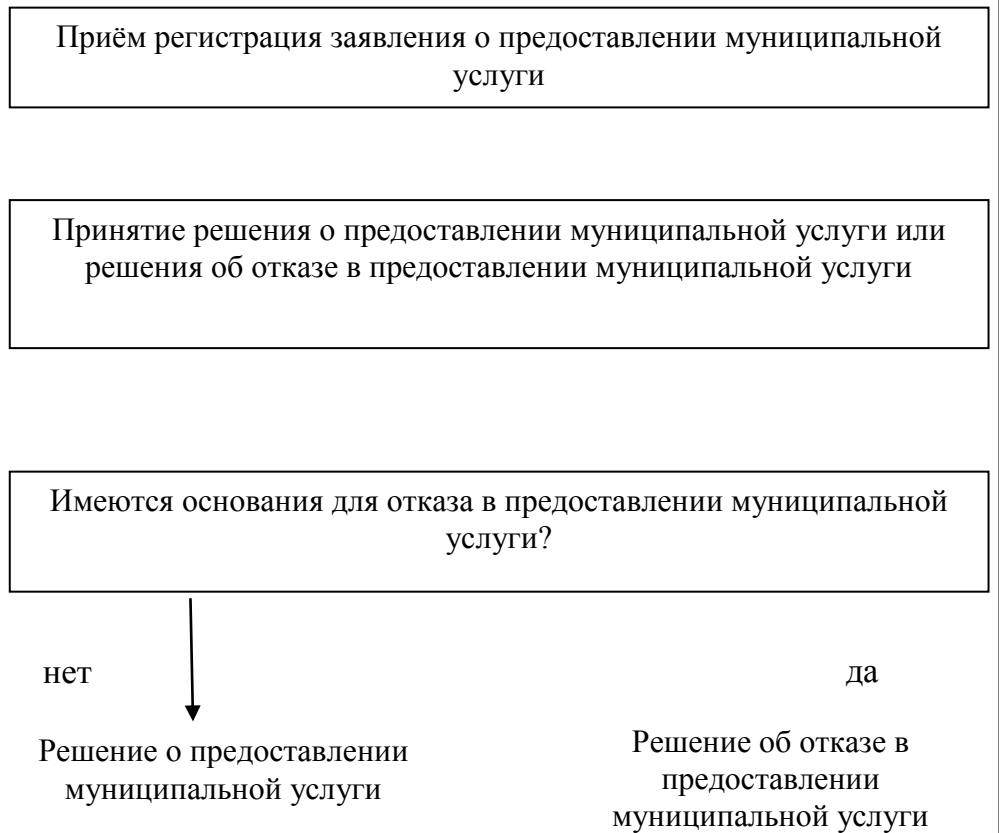 Приём регистрация заявления о предоставлении муниципальной
услуги
Принятие решения о предоставлении муниципальной услуги или
решения об отказе в предоставлении муниципальной услуги
Имеются основания для отказа в предоставлении муниципальной
услуги?
нет
да
Решение о предоставлении
муниципальной услуги
Решение об отказе в
предоставлении
муниципальной услуги